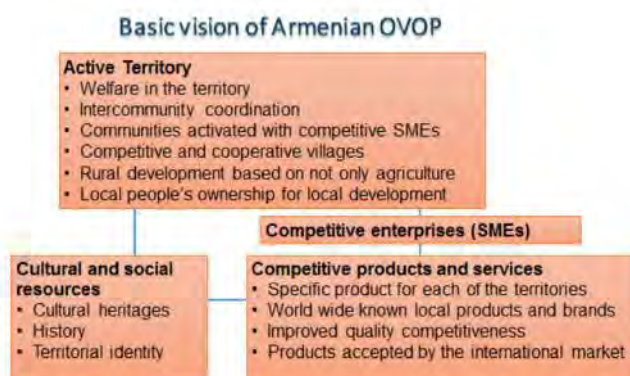 Basic vision of Armenian OVOP
Active Territory
• Welfare in the territory
• Intercommunity coordination
• Communities activated with competitive SMEs
• Competitive and cooperative villages
• Rural development based on not only agriculture
• Local people's ownership for local development
Competitive enterprises (SMEs)
Cultural and social
resources
• Cultural heritages
• History
• Territorial identity
Competitive products and services
• Specific product for each of the territories
• World wide known local products and brands
• Improved quality competitiveness
• Products accepted by the international market